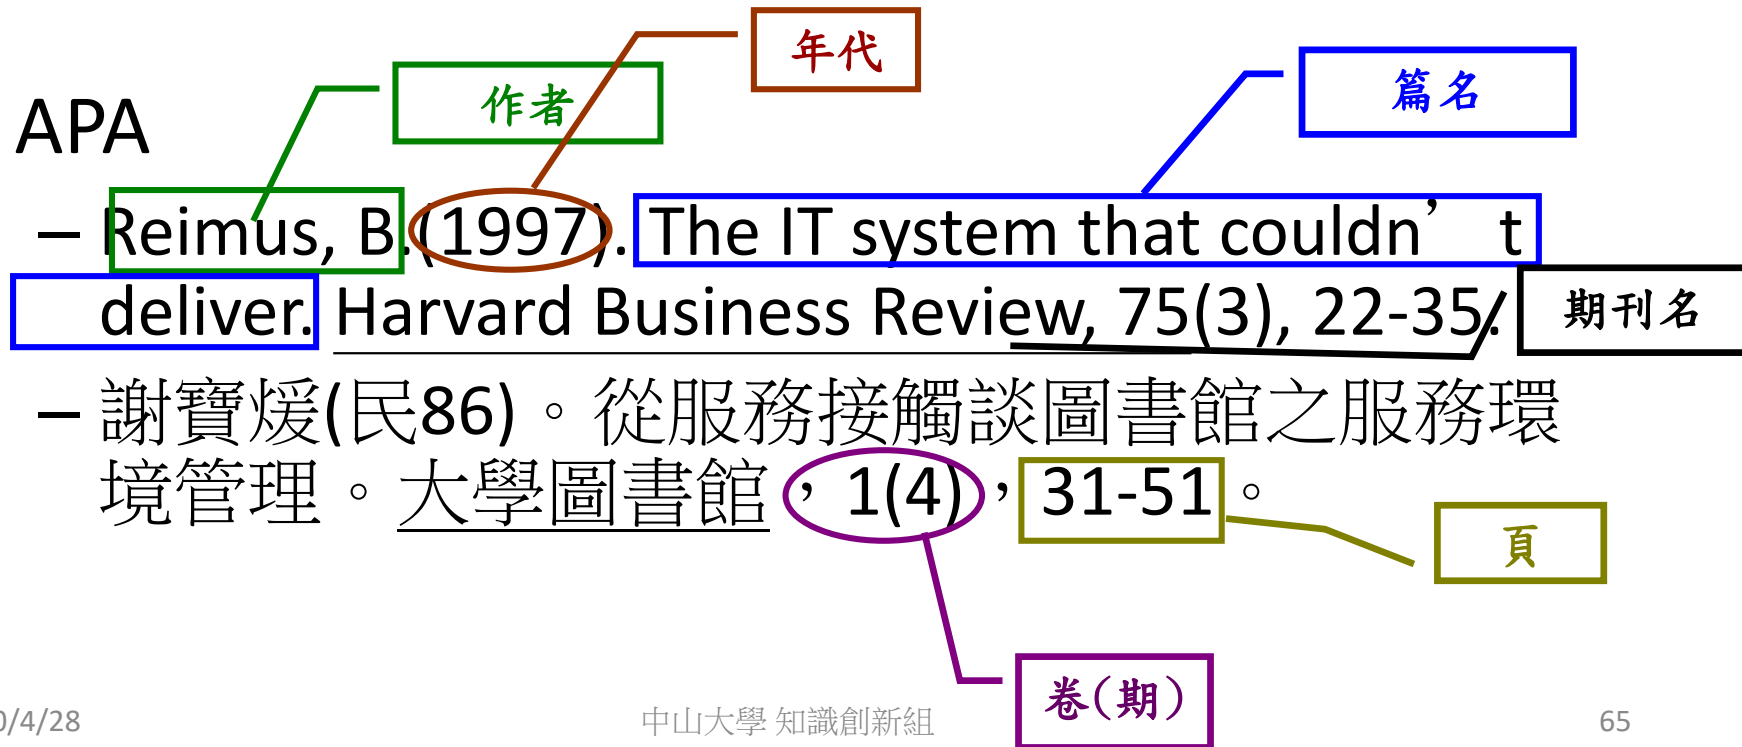 年代
作者
篇名
APA
– Reimus, B.(1997). The IT system that couldn’t
deliver. Harvard Business Review, 75(3), 22-35.
期刊名
– 謝寶煖(民86)。從服務接觸談圖書館之服務環
境管理。大學圖書館，1(4)，31-51。
頁
卷(期)
0/4/28
中山大學 知識創新組
65